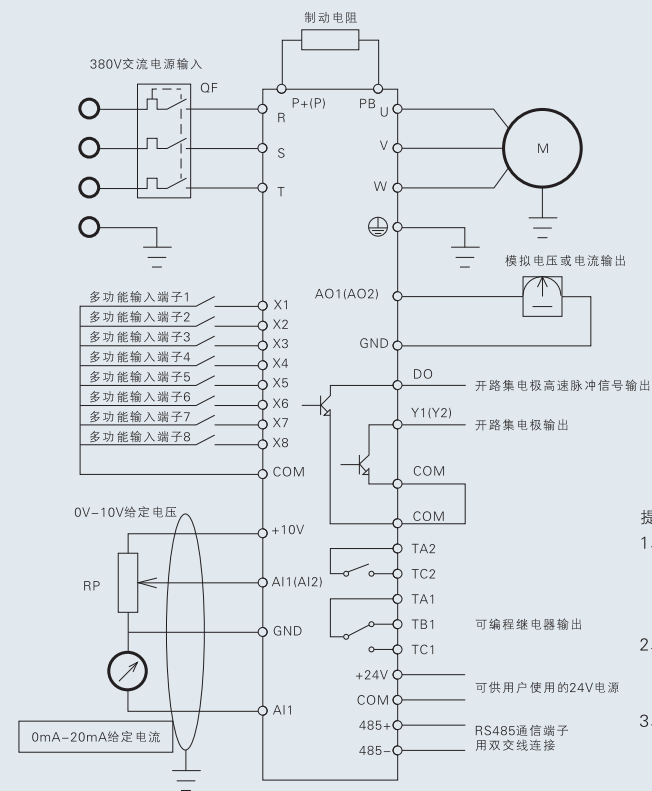 制动电阻
380V交流电源输入
QF
P+(P)
PB
R
U
S
V
M
T
W
模拟电压或电流输出
AO1(AO2)
多功能输入端子1
X1
多功能输入端子2
X2
多功能输入端子3
X3
GND
多功能输入端子4
X4
DO
多功能输入端子5
X5
开路集电极高速脉冲信号输出
多功能输入端子6
X6
Y1(Y2)
多功能输入端子7
X7
开路集电极输出
多功能输入端子8
X8
COM
COM
0V-10V给定电压
COM
提
+10V
1.
TA2
RP
AI1(AI2)
TC2
TA1
GND
TB1
可编程继电器输出
2.
TC1
+24V
可供用户使用的24V电源
COM
AI1
3.
485+
RS485通信端子
0mA-20mA给定电流
用双交线连接
485-